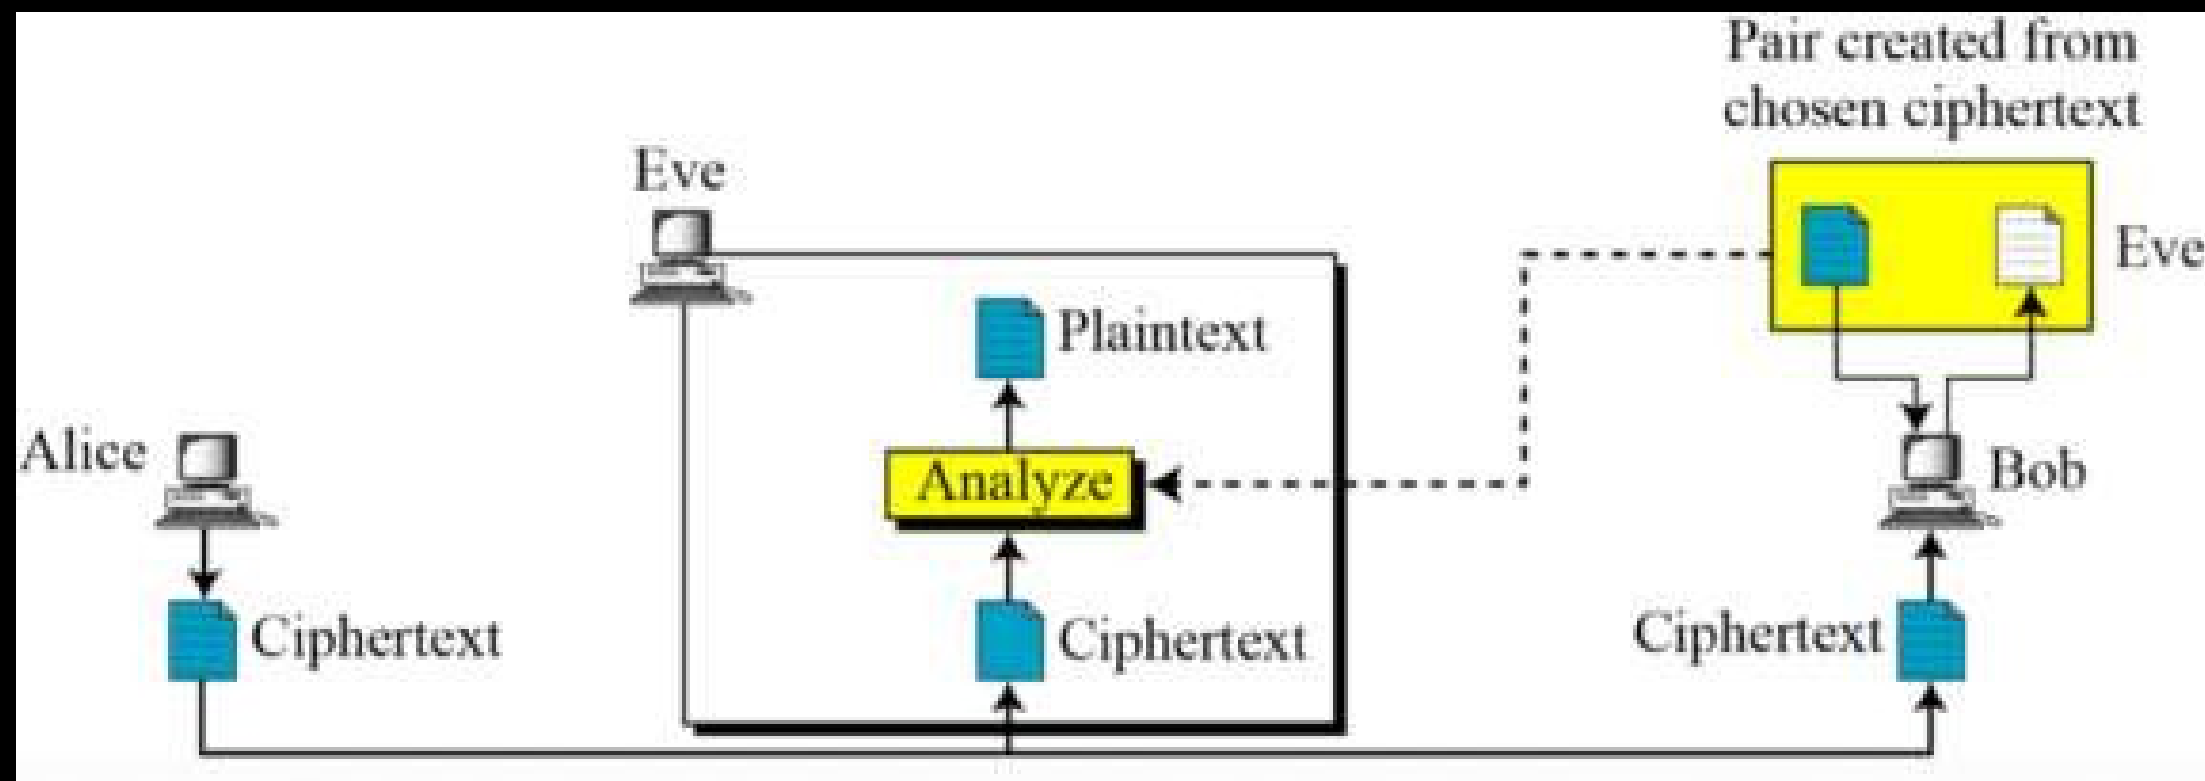 Pair created from
chosen ciphertext
Eve
Eve
Plaintext
Alice
Analyze
Bob
Ciphertext
Ciphertext
Ciphertext